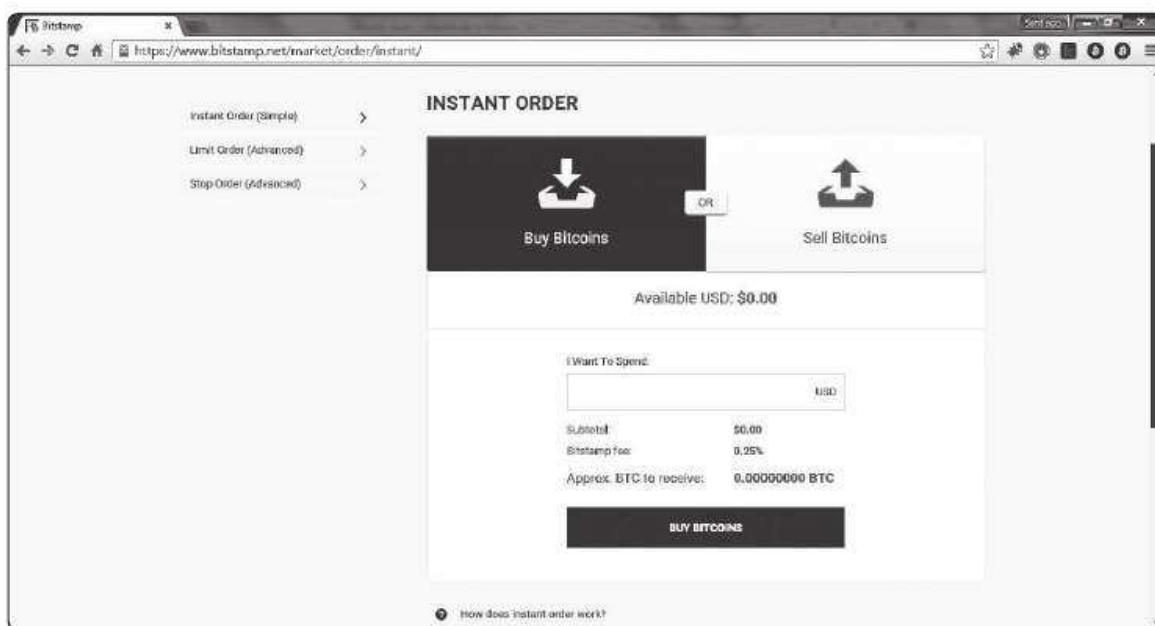 Bitstamp
https://www.bitstamp.net/market/order/instant/
Instant Order (Simple)
Limit Order (Advanced)
Stop Order (Advanced)
INSTANT ORDER
Buy Bitcoins
OR
Sell Bitcoins
Available USD: $0.00
I Want To Spend:
USD
Subtotal: $0.00
Bitstamp fee: 0.25%
Approx. BTC to receive: 0.00000000 BTC
BUY BITCOINS
How does instant order work?